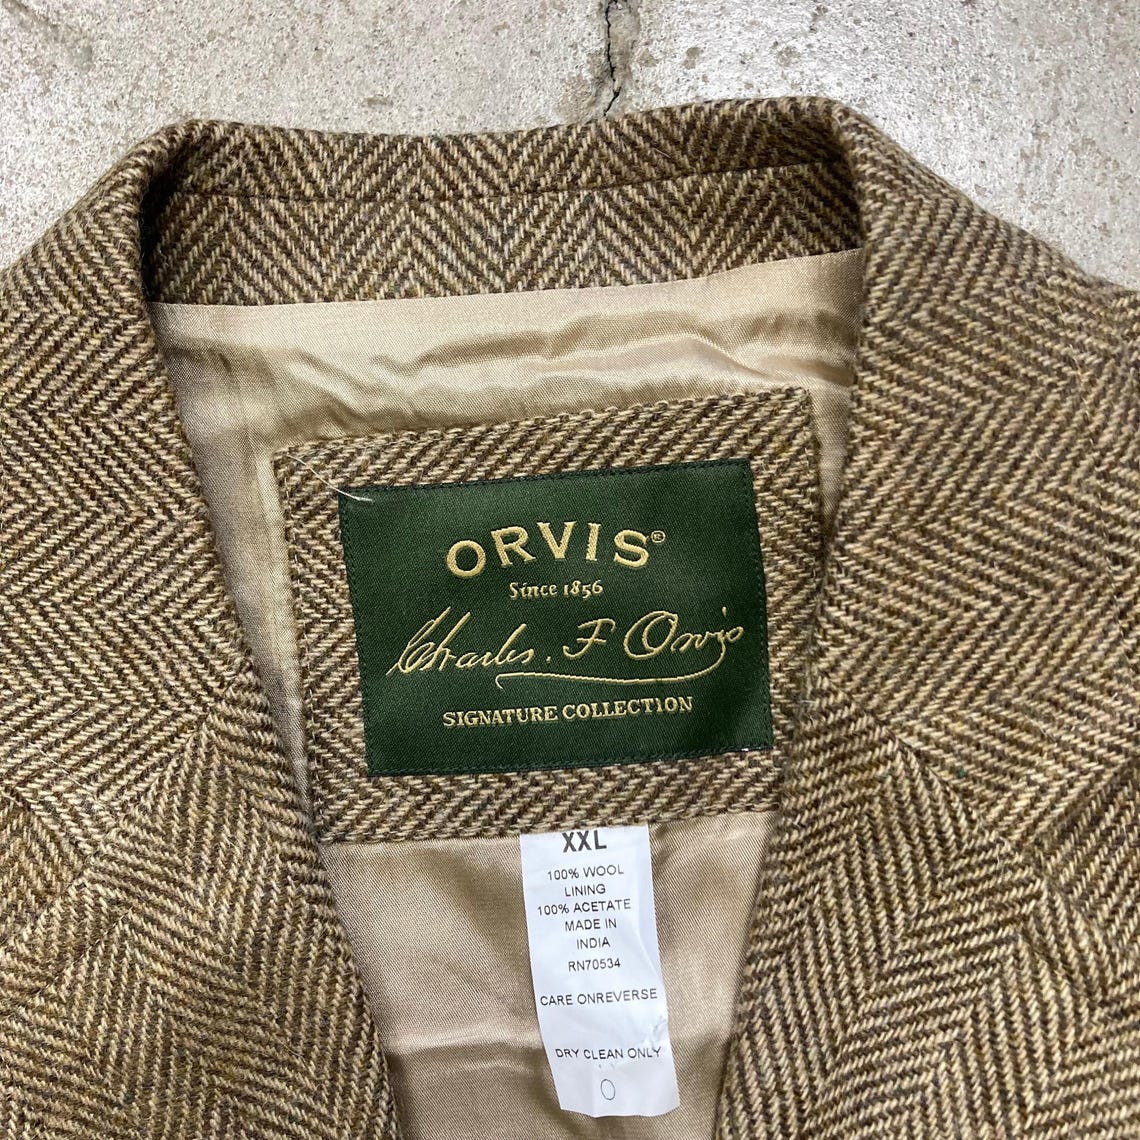 ORVIS®
Since 1856
Charles. F Orvis
SIGNATURE COLLECTION
XXL
100% WOOL
LINING
100% ACETATE
MADE IN
INDIA
RN70534
CARE ONREVERSE
DRY CLEAN ONLY